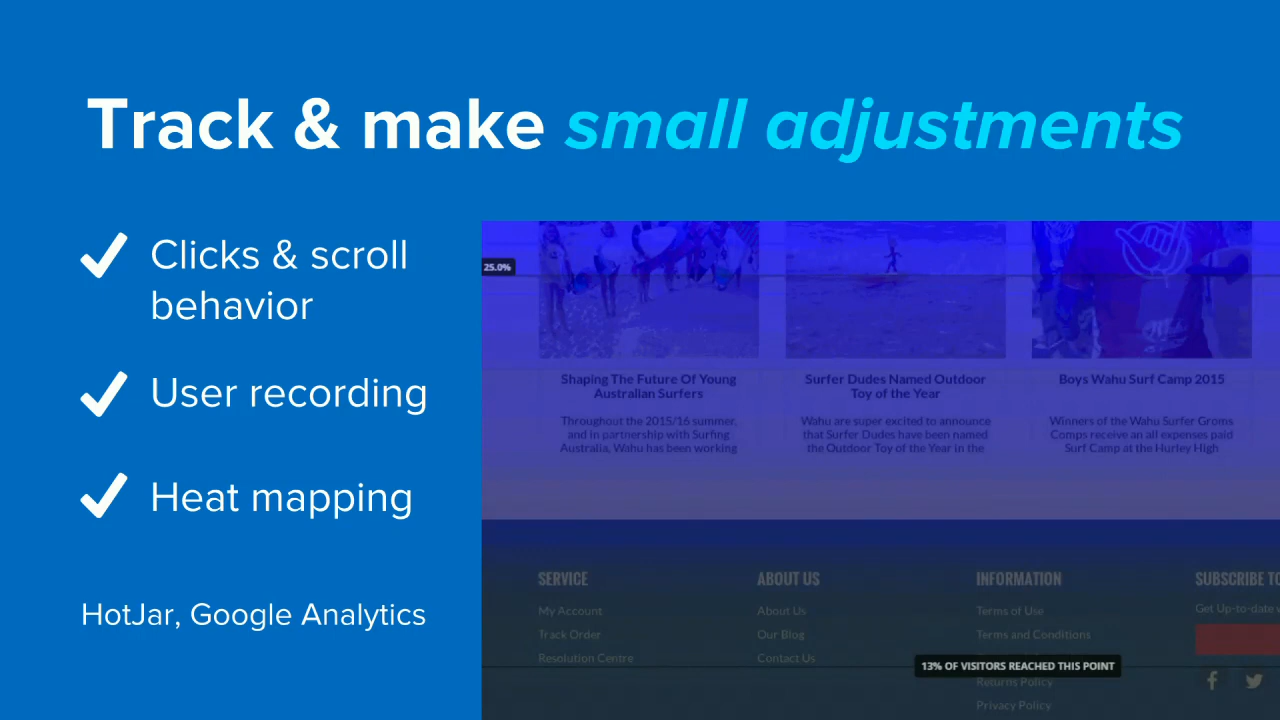 Track & make small adjustments
Clicks & scroll
behavior
User recording
Heat mapping
HotJar, Google Analytics
25.0%
Shaping The Future Of Young
Australian Surfers
Throughout the 2015/16 summer,
and in partnership with Surfing
Australia, Wahu has been working
Surfer Dudes Named Outdoor
Toy of the Year
Wahu are super excited to announce
that Surfer Dudes have been named
the Outdoor Toy of the Year in the
Boys Wahu Surf Camp 2015
Winners of the Wahu Surfer Groms
Comps receive an all expenses paid
Surf Camp at the Hurley High
SERVICE
My Account
Track Order
Resolution Centre
ABOUT US
About Us
Our Blog
Contact Us
INFORMATION
Terms of Use
Terms and Conditions
13% OF VISITORS REACHED THIS POINT
Returns Policy
Privacy Policy
SUBSCRIBE TO
Get Up-to-date